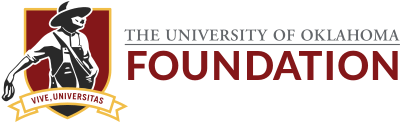 THE UNIVERSITY OF OKLAHOMA
FOUNDATION
VIVE, UNIVERSITAS